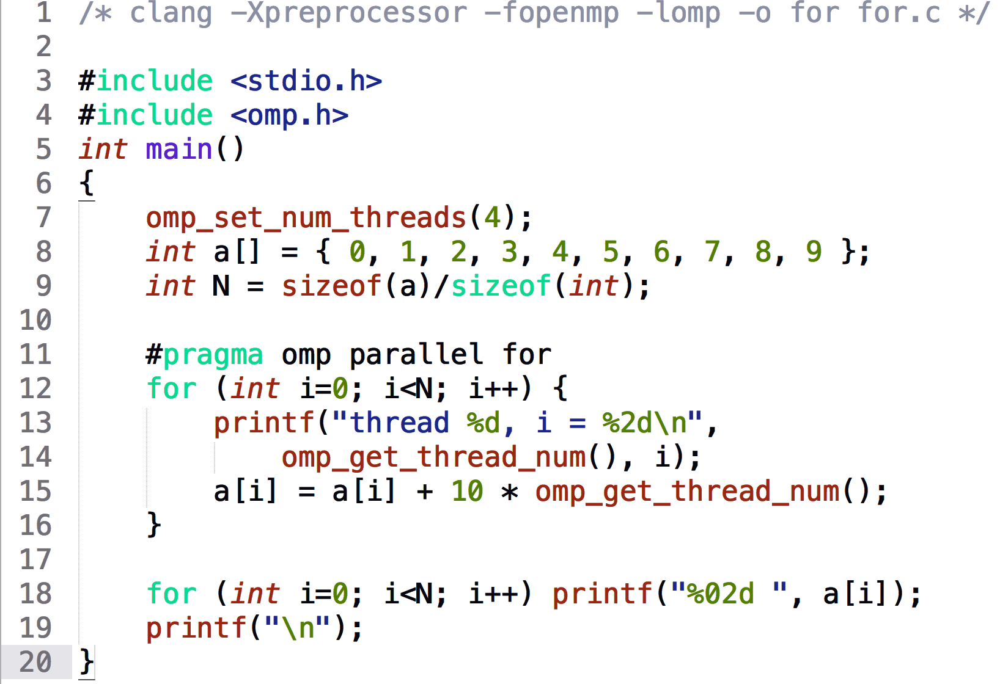 1 /* clang -Xpreprocessor -fopenmp -lomp -o for for.c */
2
3 #include <stdio.h>
4 #include <omp.h>
5 int main()
6 {
7     omp_set_num_threads(4);
8     int a[] = { 0, 1, 2, 3, 4, 5, 6, 7, 8, 9 };
9     int N = sizeof(a)/sizeof(int);
10
11     #pragma omp parallel for
12     for (int i=0; i<N; i++) {
13         printf("thread %d, i = %2d\n",
14             omp_get_thread_num(), i);
15         a[i] = a[i] + 10 * omp_get_thread_num();
16     }
17
18     for (int i=0; i<N; i++) printf("%02d ", a[i]);
19     printf("\n");
20 }